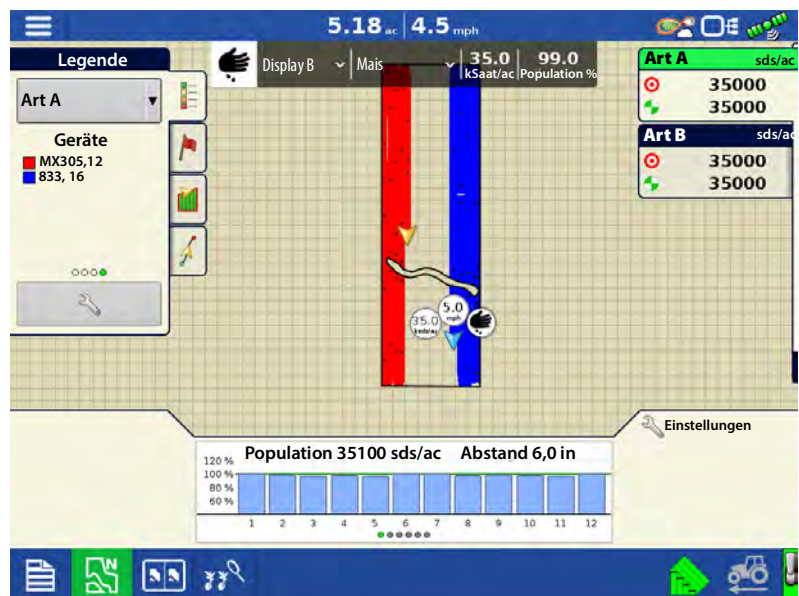 5.18 ac 4.5 mph
Legende
Art A
Geräte
MX305,12
833, 16
Display B Mais 35.0 kSaat/ac 99.0 Population %
Art A sds/ac
35000
35000
Art B sds/ac
35000
35000
35.0 ksds/ac
5.0 mph
Einstellungen
Population 35100 sds/ac Abstand 6,0 in
120 %
100 %
80 %
60 %
1 2 3 4 5 6 7 8 9 10 11 12
N